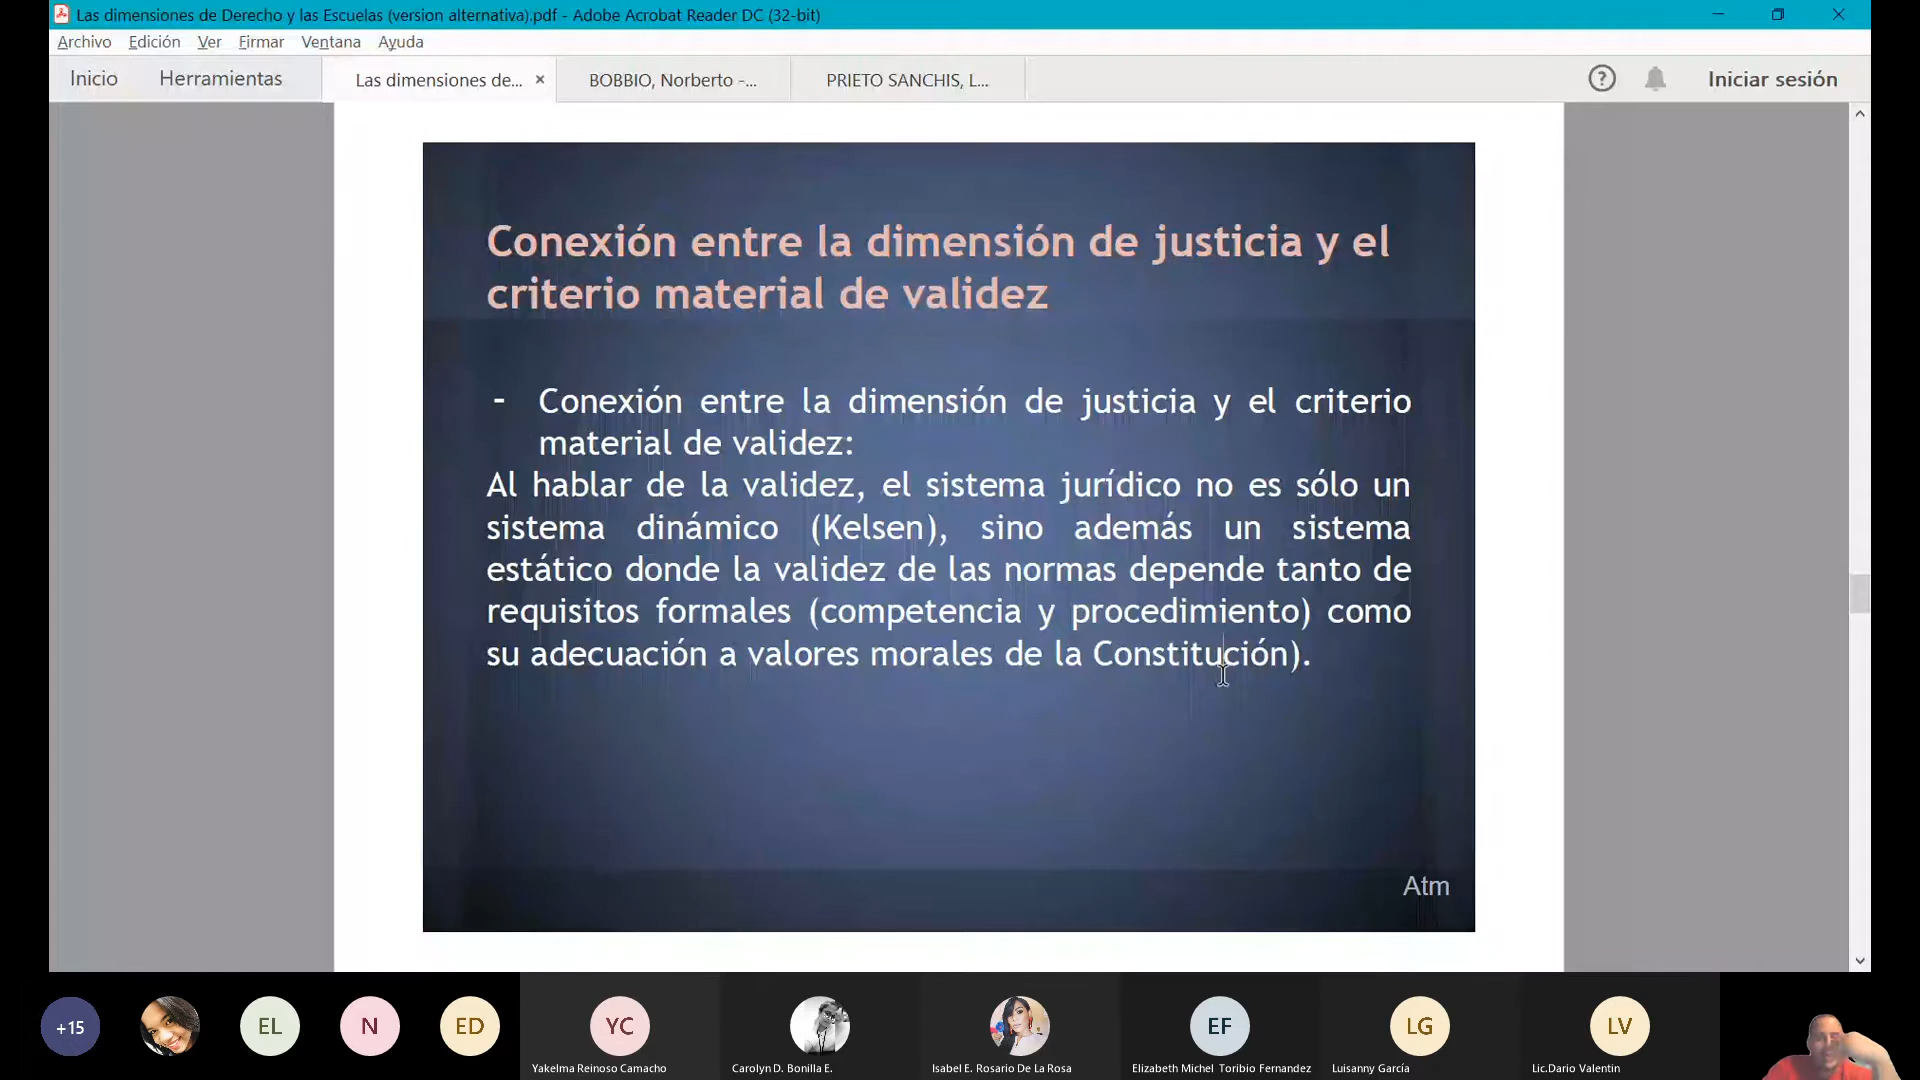 Las dimensiones de Derecho y las Escuelas (version alternativa).pdf - Adobe Acrobat Reader DC (32-bit)
Archivo Edición Ver Firmar Ventana Ayuda
Inicio Herramientas Las dimensiones de... × BOBBIO, Norberto -... PRIETO SANCHIS, L... ? Iniciar sesión
Conexión entre la dimensión de justicia y el
criterio material de validez
- Conexión entre la dimensión de justicia y el criterio
material de validez:
Al hablar de la validez, el sistema jurídico no es sólo un
sistema dinámico (Kelsen), sino además un sistema
estático donde la validez de las normas depende tanto de
requisitos formales (competencia y procedimiento) como
su adecuación a valores morales de la Constitución).
Atm
+15 EL N ED YC EF LG LV
Yakelma Reinoso Camacho Carolyn D. Bonilla E. Isabel E. Rosario De La Rosa Elizabeth Michel Toribio Fernandez Luisanny García Lic.Dario Valentin